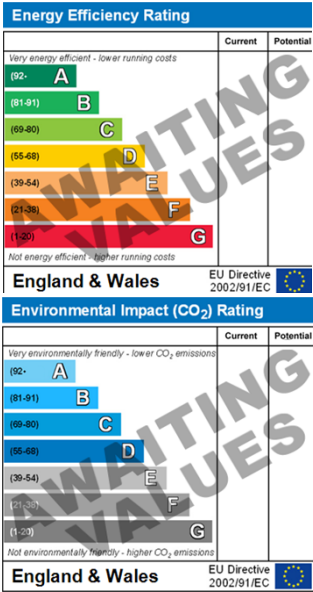 Energy Efficiency Rating
Current Potential
Very energy efficient - lower running costs
(92- A
(81-91) B
(69-80) C
(55-68) D
(39-54) E
(21-38) F
(1-20) G
Not energy efficient - higher running costs
AWAITING
VALUES
England & Wales
EU Directive
2002/91/EC
Environmental Impact (CO2) Rating
Current Potential
Very environmentally friendly - lower CO2 emissions
(92- A
(81-91) B
(69-80) C
(55-68) D
(39-54) E
(21-38) F
(1-20) G
Not environmentally friendly - higher CO2 emissions
AWAITING
VALUES
England & Wales
EU Directive
2002/91/EC